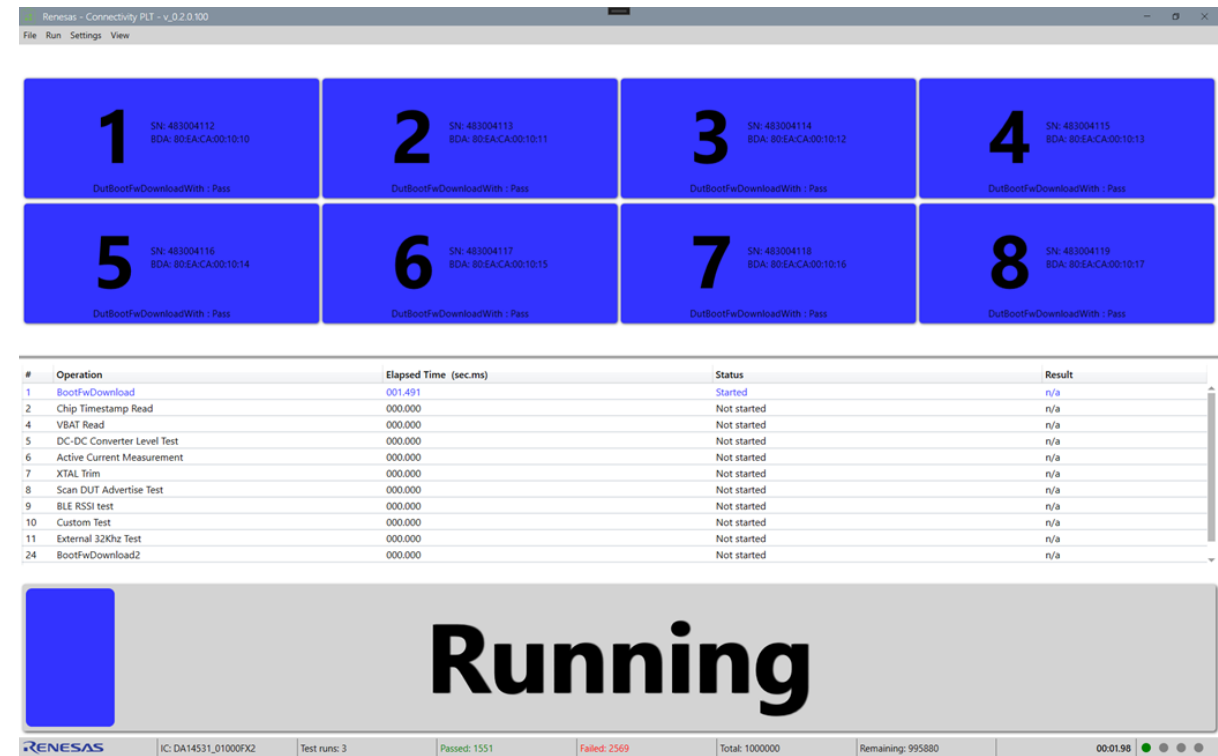 Renesas - Connectivity PLT - v_0.2.0.100
File Run Settings View
1
SN: 483004112
BDA: 80:EA:CA:00:10:10
DutBootFwDownloadWith : Pass
2
SN: 483004113
BDA: 80:EA:CA:00:10:11
DutBootFwDownloadWith : Pass
3
SN: 483004114
BDA: 80:EA:CA:00:10:12
DutBootFwDownloadWith : Pass
4
SN: 483004115
BDA: 80:EA:CA:00:10:13
DutBootFwDownloadWith : Pass
5
SN: 483004116
BDA: 80:EA:CA:00:10:14
DutBootFwDownloadWith : Pass
6
SN: 483004117
BDA: 80:EA:CA:00:10:15
DutBootFwDownloadWith : Pass
7
SN: 483004118
BDA: 80:EA:CA:00:10:16
DutBootFwDownloadWith : Pass
8
SN: 483004119
BDA: 80:EA:CA:00:10:17
DutBootFwDownloadWith : Pass
# Operation Elapsed Time (sec.ms) Status Result
1 BootFwDownload 001.491 Started n/a
2 Chip Timestamp Read 000.000 Not started n/a
4 VBAT Read 000.000 Not started n/a
5 DC-DC Converter Level Test 000.000 Not started n/a
6 Active Current Measurement 000.000 Not started n/a
7 XTAL Trim 000.000 Not started n/a
8 Scan DUT Advertise Test 000.000 Not started n/a
9 BLE RSSI test 000.000 Not started n/a
10 Custom Test 000.000 Not started n/a
11 External 32Khz Test 000.000 Not started n/a
24 BootFwDownload2 000.000 Not started n/a
Running
RENESAS IC: DA14531_01000FX2 Test runs: 3 Passed: 1551 Failed: 2569 Total: 1000000 Remaining: 995880 00:01.98